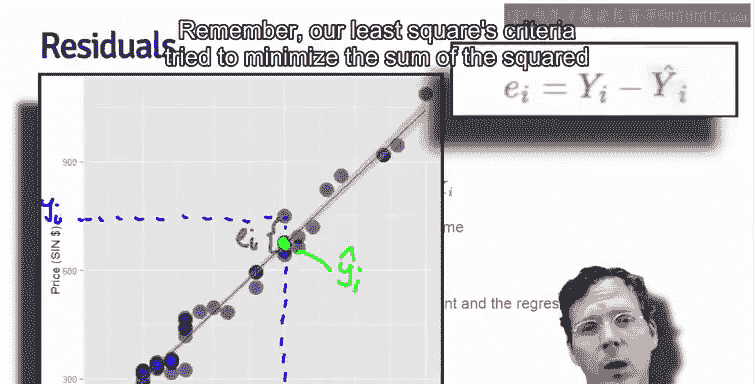 Remember, our least square's criteria
tried to minimize the sum of the squared
Residuals
e_i = Y_i − Ŷ_i
Price (SIN $)
900
600
300
y_i
e_i
ŷ_i
me
nt and the regres